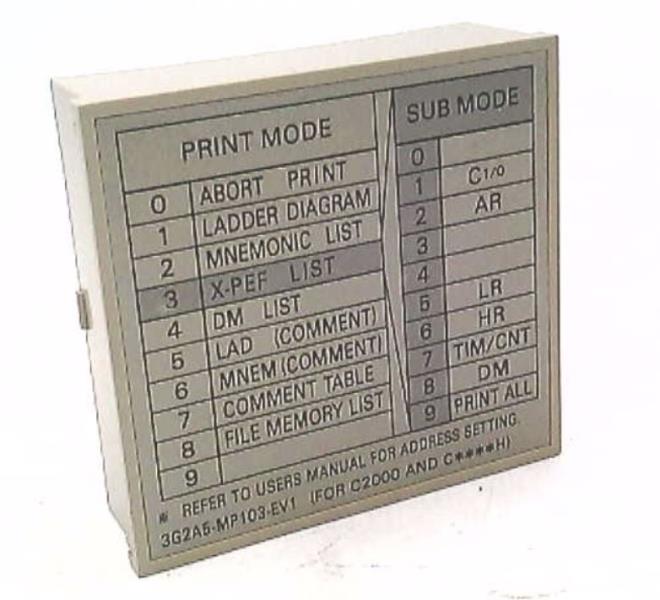 PRINT MODE
0 ABORT PRINT
1 LADDER DIAGRAM
2 MNEMONIC LIST
3 X-PEF LIST
4 DM LIST
5 LAD (COMMENT)
6 MNEM (COMMENT)
7 COMMENT TABLE
8 FILE MEMORY LIST
9
SUB MODE
0
1 CI/O
2 AR
3
4
5 LR
6 HR
7 TIM/CNT
8 DM
9 PRINT ALL
* REFER TO USERS MANUAL FOR ADDRESS SETTING.
3G2A5-MP103-EV1 (FOR C2000 AND C****H)